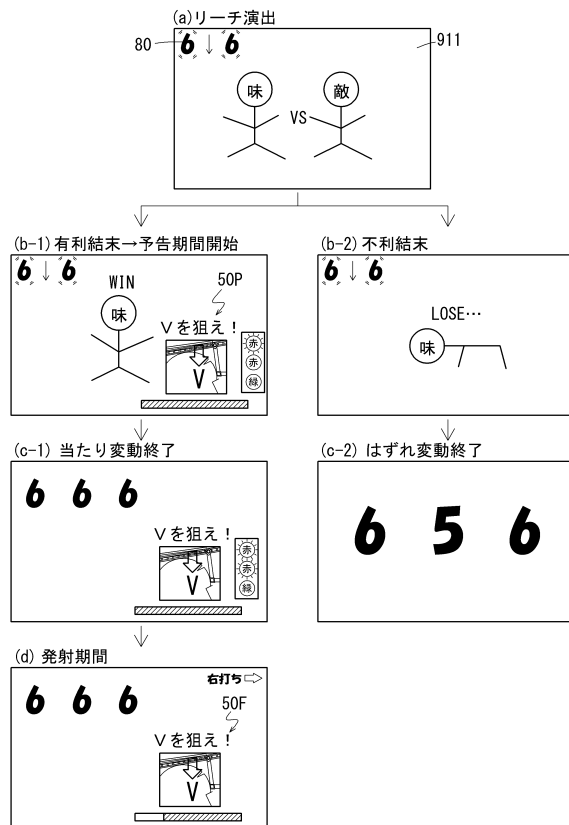 (a)リーチ演出
80
6 ↓ 6
911
味
敵
VS
(b-1)有利結末→予告期間開始
6 ↓ 6
WIN
味
50P
Vを狙え！
V
赤
赤
緑
(b-2)不利結末
6 ↓ 6
LOSE…
味
(c-1)当たり変動終了
6 6 6
Vを狙え！
V
赤
赤
緑
(c-2)はずれ変動終了
6 5 6
(d)発射期間
右打ち⇨
6 6 6
50F
Vを狙え！
V